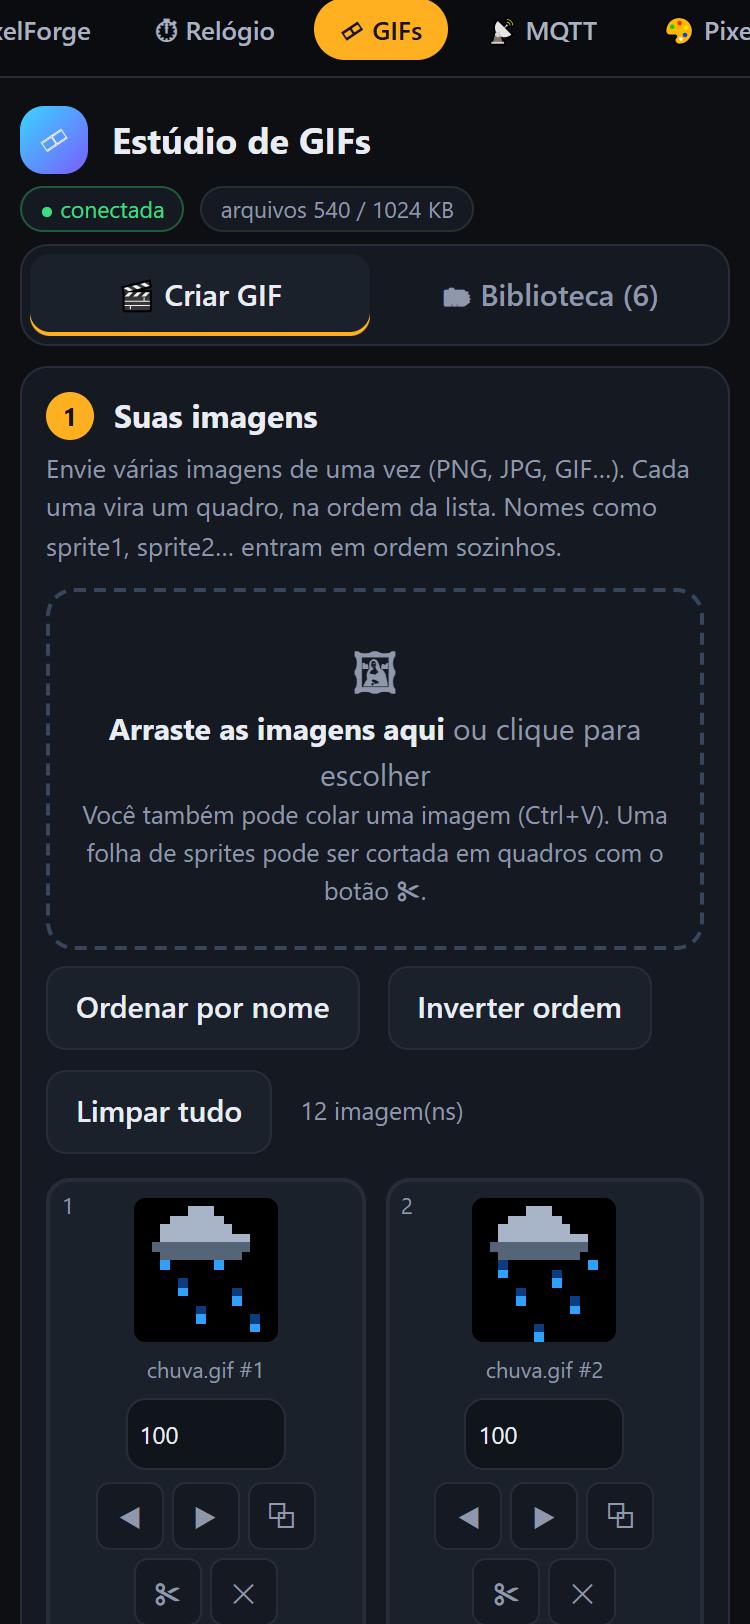 xelForge
Relógio
GIFs
MQTT
Pixe
Estúdio de GIFs
conectada
arquivos 540 / 1024 KB
Criar GIF
Biblioteca (6)
1
Suas imagens
Envie várias imagens de uma vez (PNG, JPG, GIF...). Cada
uma vira um quadro, na ordem da lista. Nomes como
sprite1, sprite2... entram em ordem sozinhos.
Arraste as imagens aqui ou clique para
escolher
Você também pode colar uma imagem (Ctrl+V). Uma
folha de sprites pode ser cortada em quadros com o
botão ✂.
Ordenar por nome
Inverter ordem
Limpar tudo
12 imagem(ns)
1
2
chuva.gif #1
chuva.gif #2
100
100